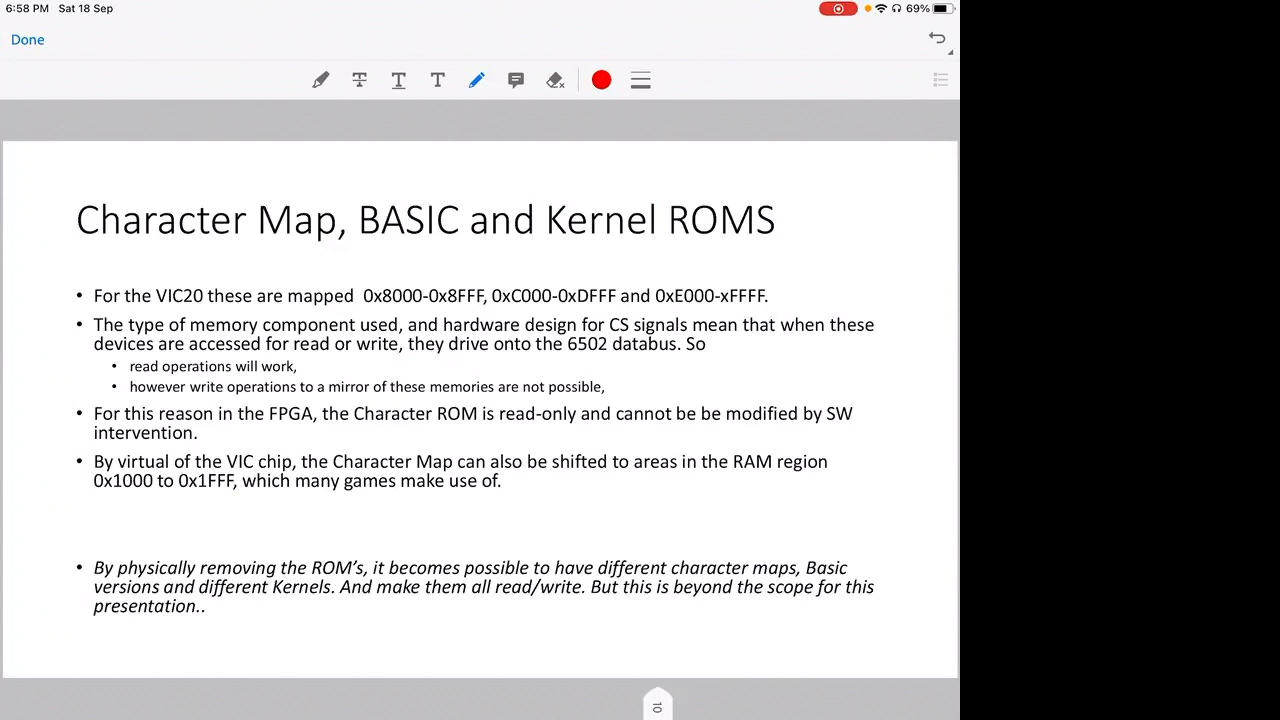 6:58 PM Sat 18 Sep 69%
Done
Character Map, BASIC and Kernel ROMS
• For the VIC20 these are mapped 0x8000-0x8FFF, 0xC000-0xDFFF and 0xE000-xFFFF.
• The type of memory component used, and hardware design for CS signals mean that when these
devices are accessed for read or write, they drive onto the 6502 databus. So
• read operations will work,
• however write operations to a mirror of these memories are not possible,
• For this reason in the FPGA, the Character ROM is read-only and cannot be be modified by SW
intervention.
• By virtual of the VIC chip, the Character Map can also be shifted to areas in the RAM region
0x1000 to 0x1FFF, which many games make use of.
• By physically removing the ROM’s, it becomes possible to have different character maps, Basic
versions and different Kernels. And make them all read/write. But this is beyond the scope for this
presentation..
10